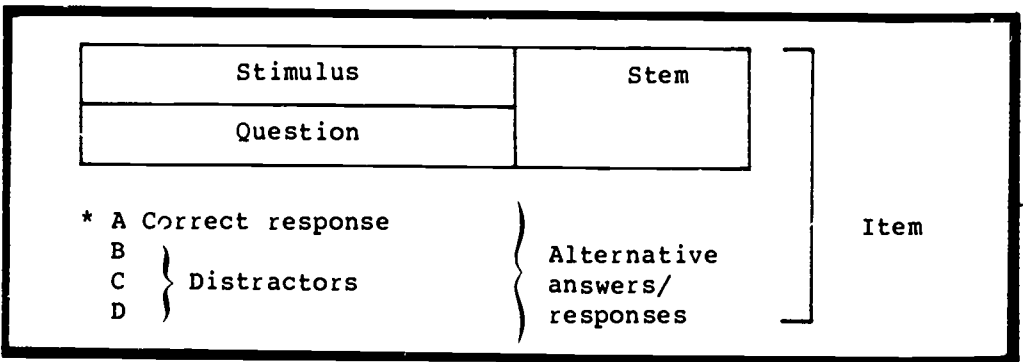 Stimulus Stem
Question
* A Correct response
Item
B
Alternative
C Distractors
answers/
D
responses